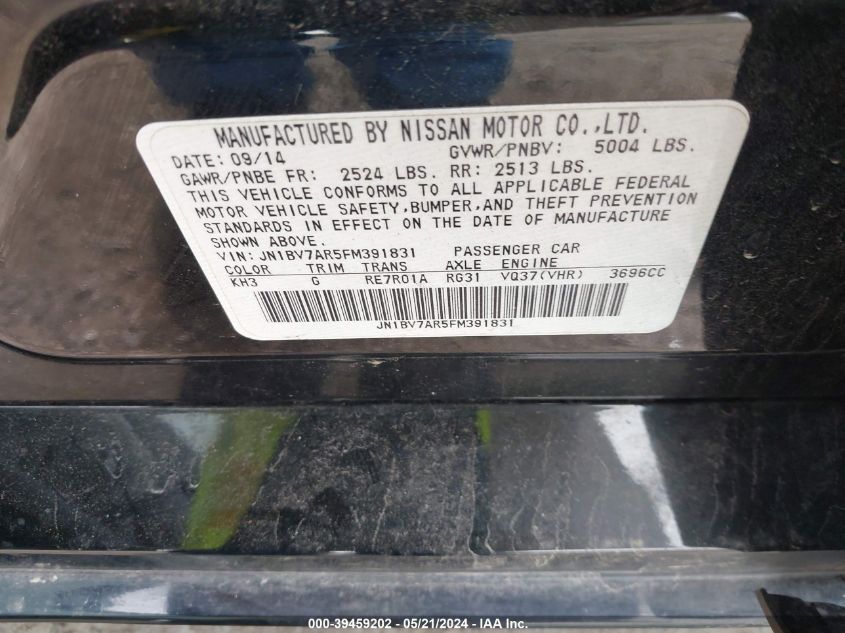 MANUFACTURED BY NISSAN MOTOR CO.,LTD.
DATE: 09/14 GVWR/PNBV: 5004 LBS.
GAWR/PNBE FR: 2524 LBS. RR: 2513 LBS.
THIS VEHICLE CONFORMS TO ALL APPLICABLE FEDERAL
MOTOR VEHICLE SAFETY,BUMPER,AND THEFT PREVENTION
STANDARDS IN EFFECT ON THE DATE OF MANUFACTURE
SHOWN ABOVE.
VIN: JN1BV7AR5FM391831 PASSENGER CAR
COLOR TRIM TRANS AXLE ENGINE
KH3 G RE7R01A RG31 VQ37(VHR) 3696CC
JN1BV7AR5FM391831
000-39459202 - 05/21/2024 - IAA Inc.